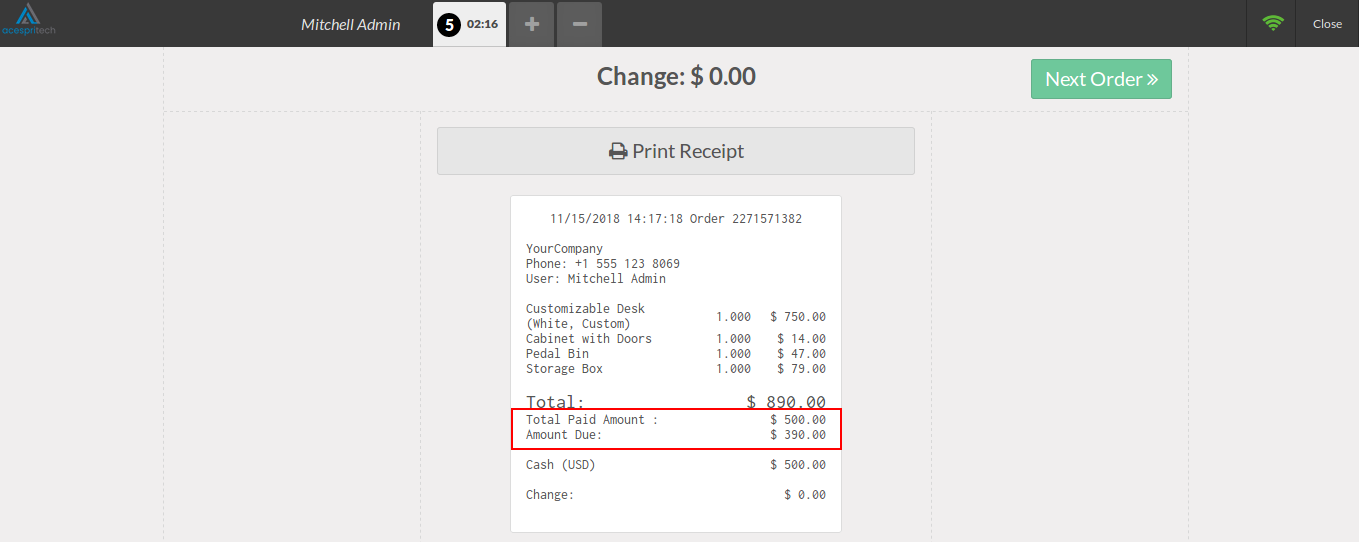 acespritech
Mitchell Admin
5 02:16
+
−
Close
Change: $ 0.00
Next Order »
Print Receipt
11/15/2018 14:17:18 Order 2271571382
YourCompany
Phone: +1 555 123 8069
User: Mitchell Admin
Customizable Desk
(White, Custom) 1.000 $ 750.00
Cabinet with Doors 1.000 $ 14.00
Pedal Bin 1.000 $ 47.00
Storage Box 1.000 $ 79.00
Total: $ 890.00
Total Paid Amount : $ 500.00
Amount Due: $ 390.00
Cash (USD) $ 500.00
Change: $ 0.00